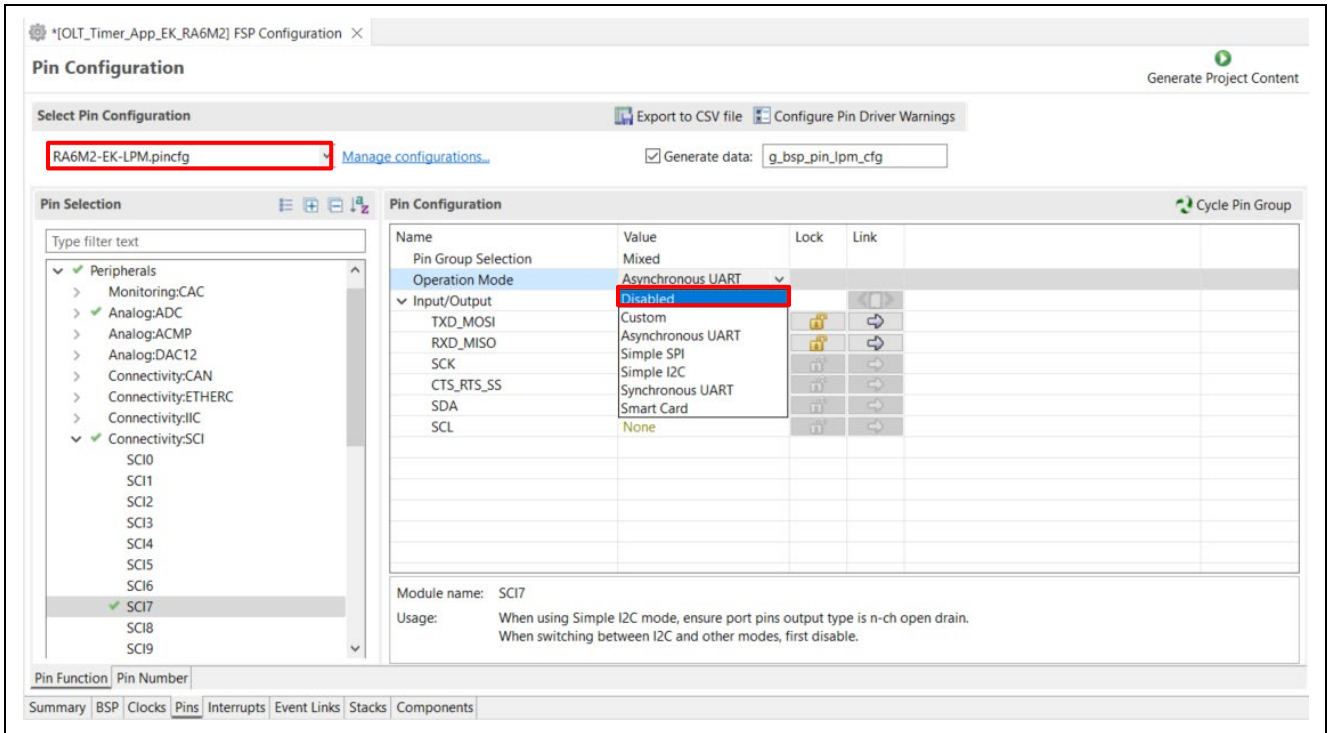 *[OLT_Timer_App_EK_RA6M2] FSP Configuration
Pin Configuration
Generate Project Content
Select Pin Configuration
Export to CSV file
Configure Pin Driver Warnings
RA6M2-EK-LPM.pincfg
Manage configurations...
Generate data:
g_bsp_pin_lpm_cfg
Pin Selection
Type filter text
Peripherals
Monitoring:CAC
Analog:ADC
Analog:ACMP
Analog:DAC12
Connectivity:CAN
Connectivity:ETHERC
Connectivity:IIC
Connectivity:SCI
SCI0
SCI1
SCI2
SCI3
SCI4
SCI5
SCI6
SCI7
SCI8
SCI9
Pin Configuration
Cycle Pin Group
Name Value Lock Link
Pin Group Selection Mixed
Operation Mode Asynchronous UART
Input/Output
TXD_MOSI
RXD_MISO
SCK
CTS_RTS_SS
SDA
SCL None
Disabled
Custom
Asynchronous UART
Simple SPI
Simple I2C
Synchronous UART
Smart Card
Module name: SCI7
Usage: When using Simple I2C mode, ensure port pins output type is n-ch open drain.
When switching between I2C and other modes, first disable.
Pin Function Pin Number
Summary BSP Clocks Pins Interrupts Event Links Stacks Components